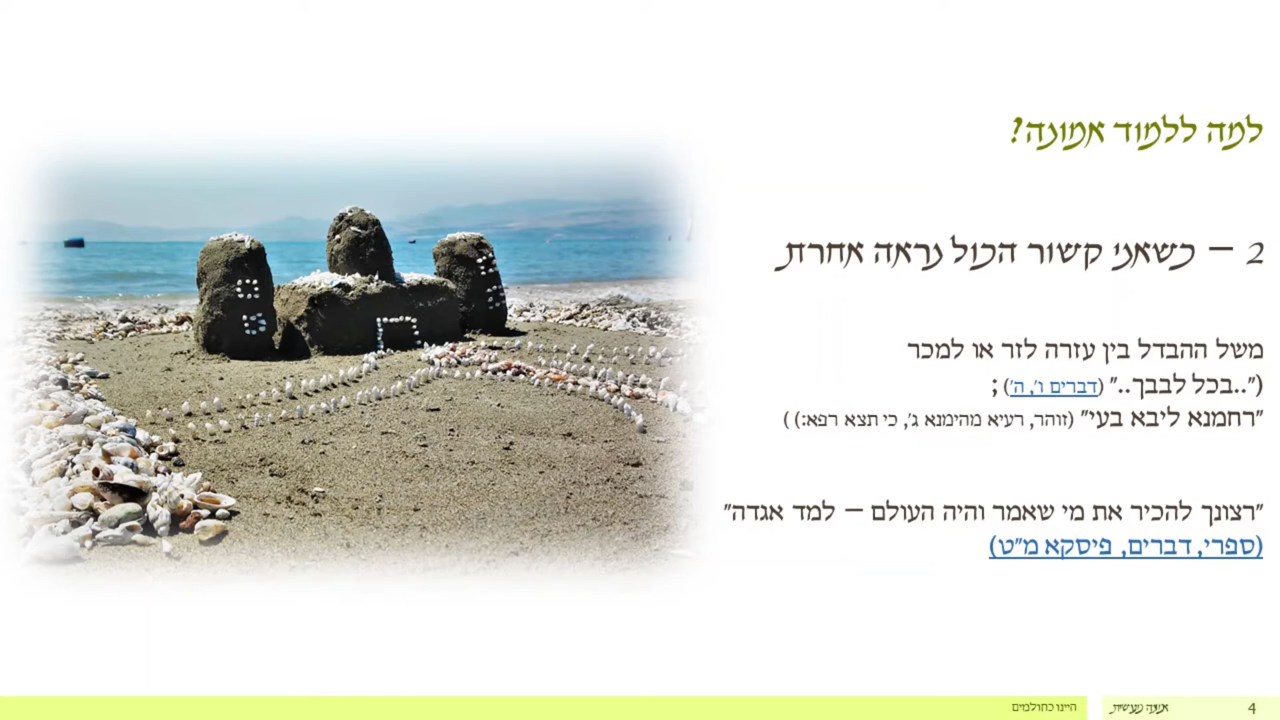 למה ללמוד אמונה?
2 – כשאני קשור הכול נראה אחרת
משל ההבדל בין עזרה לזר או למכר
("..בכל לבבך.." (דברים ו', ה') ;
"רחמנא ליבא בעי" (זוהר, רעיא מהימנא ג', כי תצא רפא:) )
"רצונך להכיר את מי שאמר והיה העולם – למד אגדה"
(ספרי, דברים, פיסקא מ"ט)
היינו כחולמים
אמונה מעשית
4